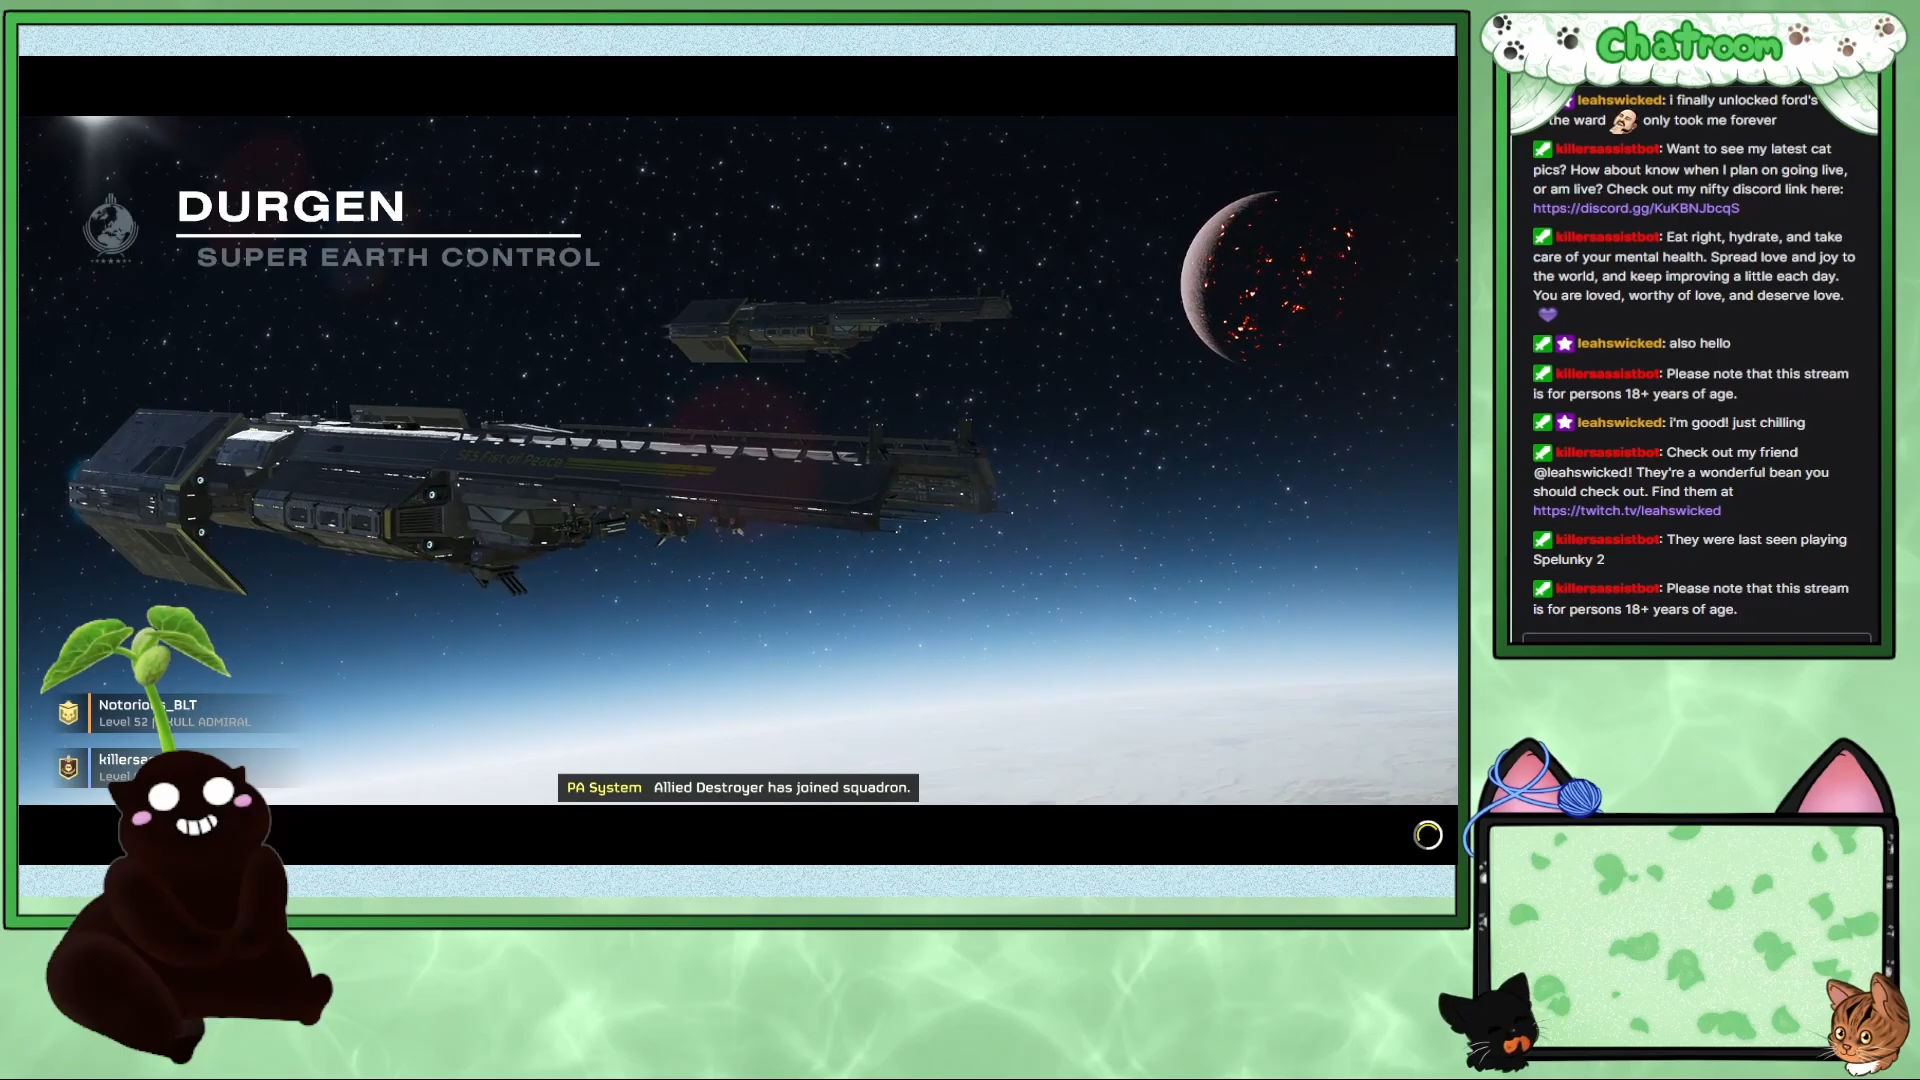 DURGEN
SUPER EARTH CONTROL
SES Fist of Peace
Notorious_BLT
Level 52 | SKULL ADMIRAL
killersa
Level
PA System Allied Destroyer has joined squadron.
Chatroom
leahswicked: i finally unlocked ford's
the ward only took me forever
killersassistbot: Want to see my latest cat
pics? How about know when I plan on going live,
or am live? Check out my nifty discord link here:
https://discord.gg/KuKBNJbcqS
killersassistbot: Eat right, hydrate, and take
care of your mental health. Spread love and joy to
the world, and keep improving a little each day.
You are loved, worthy of love, and deserve love.
leahswicked: also hello
killersassistbot: Please note that this stream
is for persons 18+ years of age.
leahswicked: i'm good! just chilling
killersassistbot: Check out my friend
@leahswicked! They're a wonderful bean you
should check out. Find them at
https://twitch.tv/leahswicked
killersassistbot: They were last seen playing
Spelunky 2
killersassistbot: Please note that this stream
is for persons 18+ years of age.